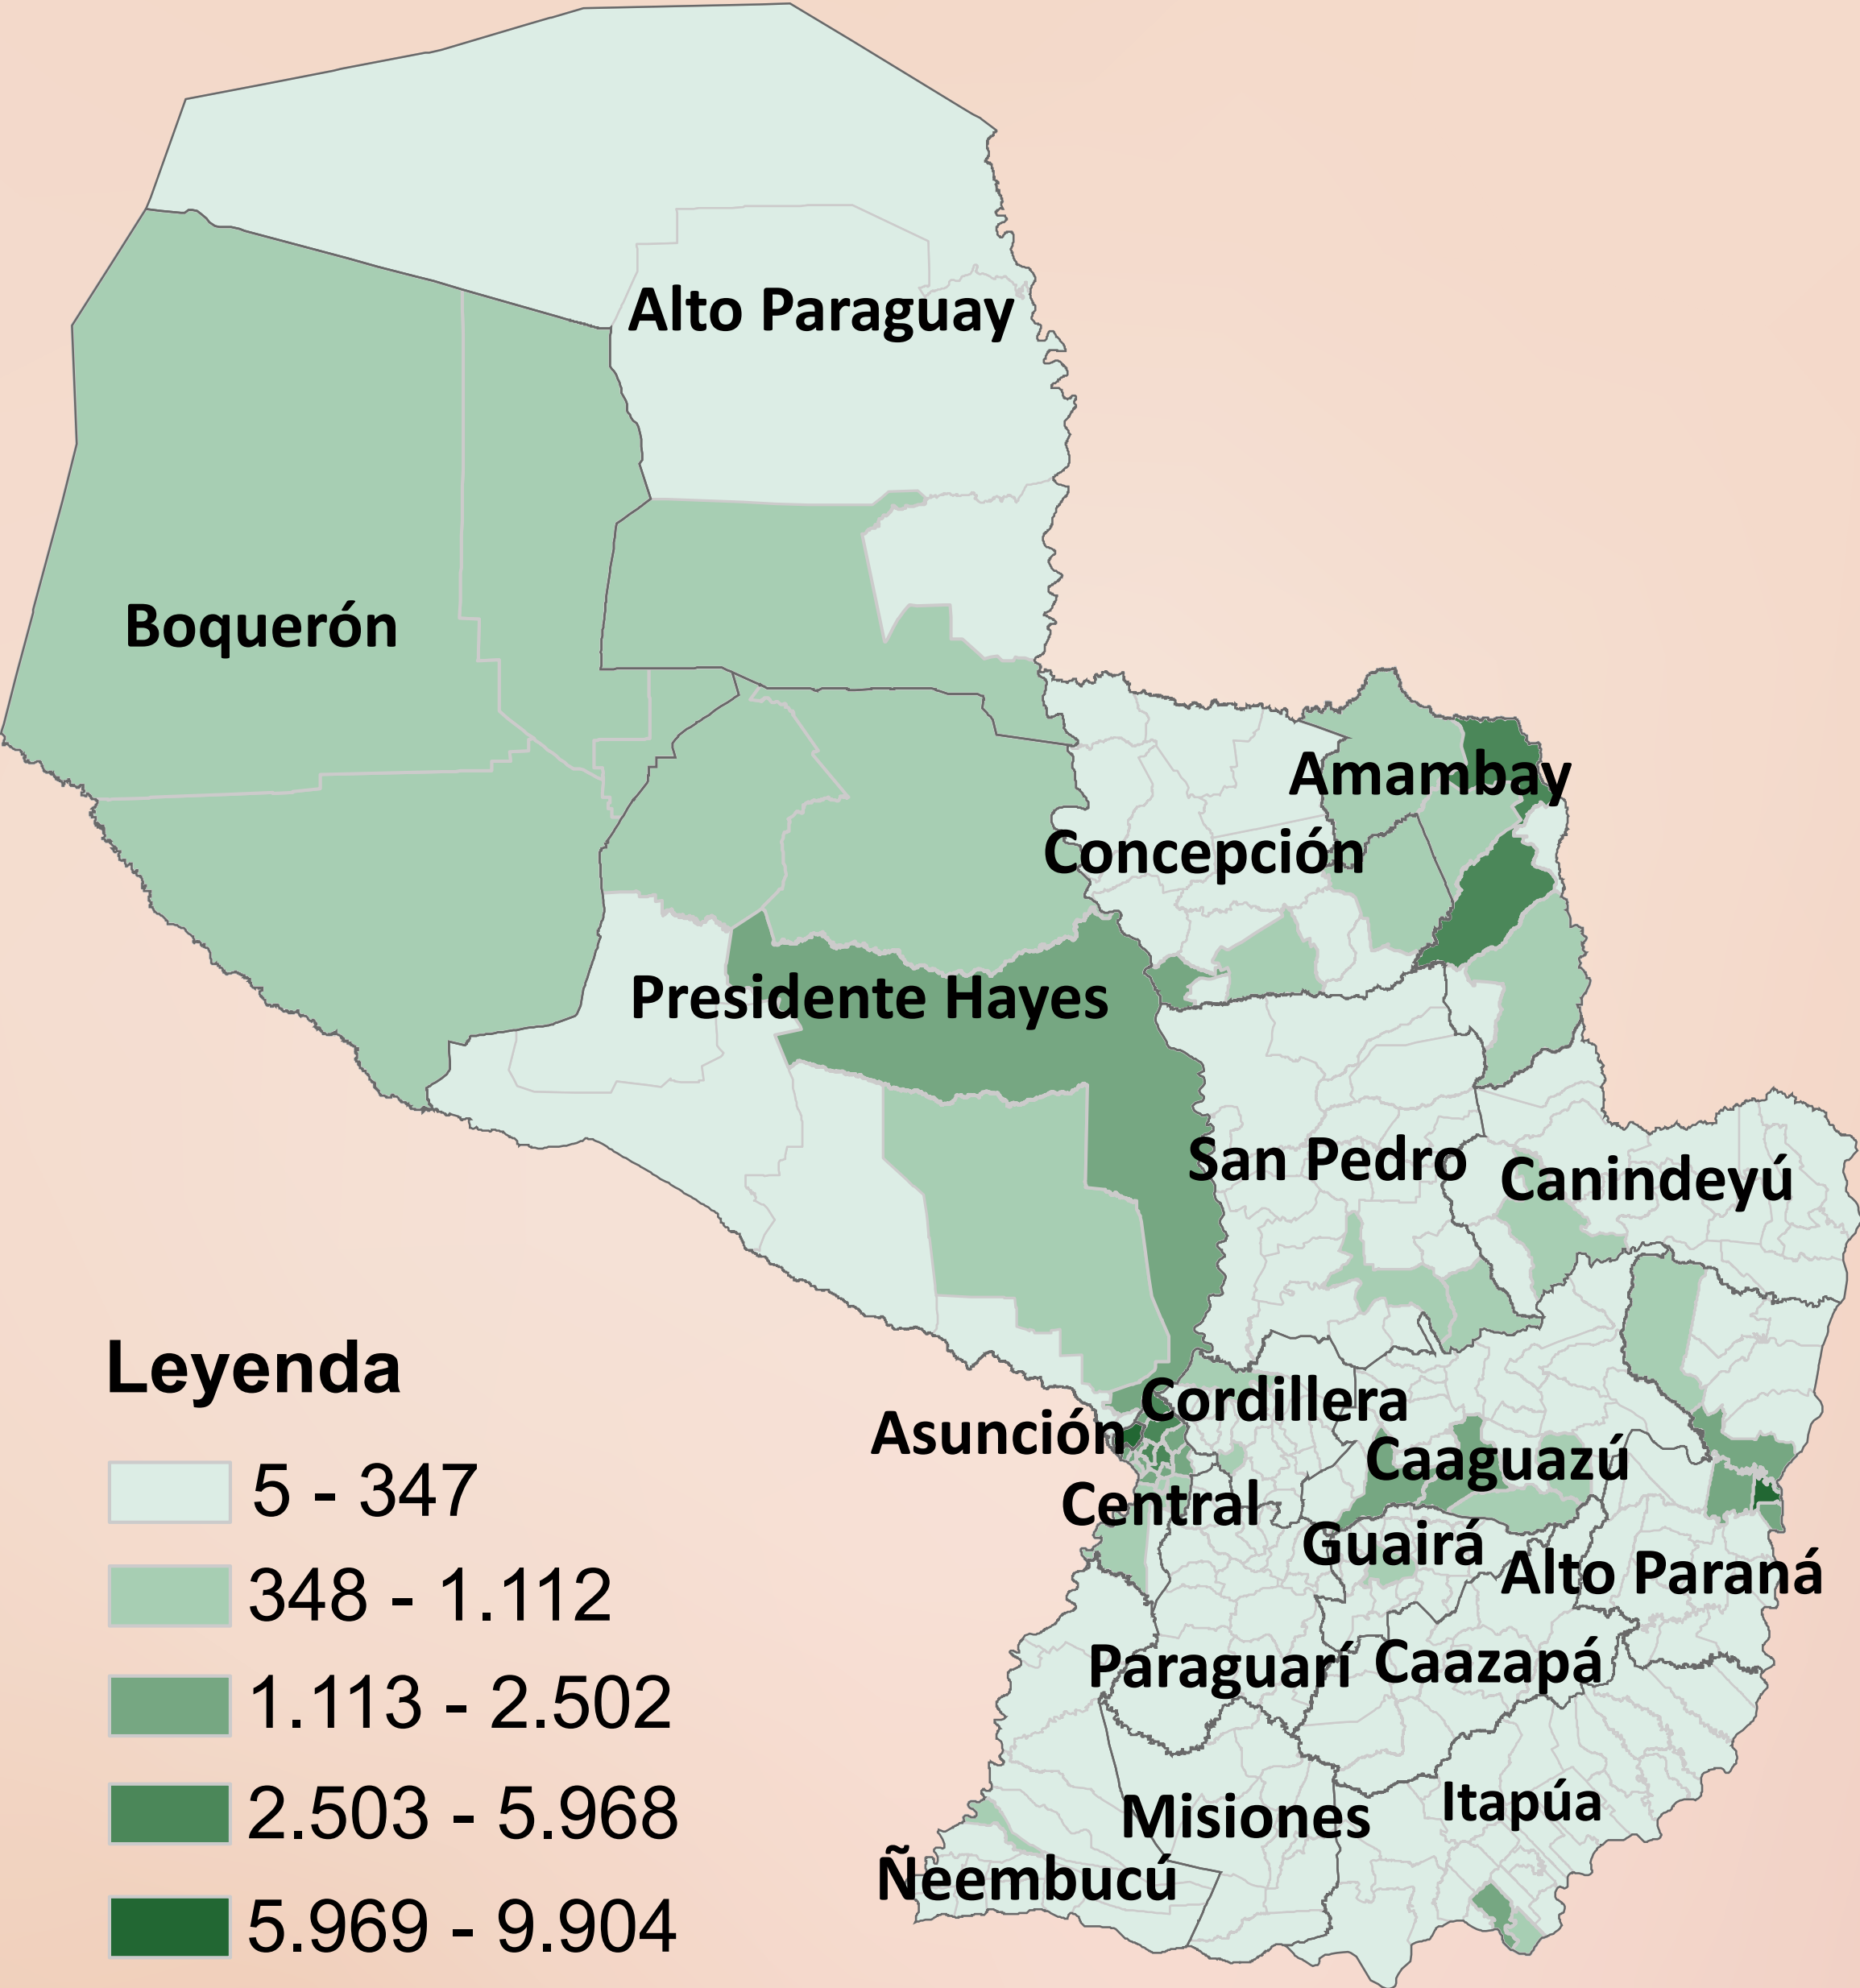 Alto Paraguay
Boquerón
Amambay
Concepción
Presidente Hayes
San Pedro
Canindeyú
Cordillera
Asunción
Caaguazú
Central
Guairá
Alto Paraná
Paraguarí
Caazapá
Itapúa
Misiones
Ñeembucú
Leyenda
5 - 347
348 - 1.112
1.113 - 2.502
2.503 - 5.968
5.969 - 9.904